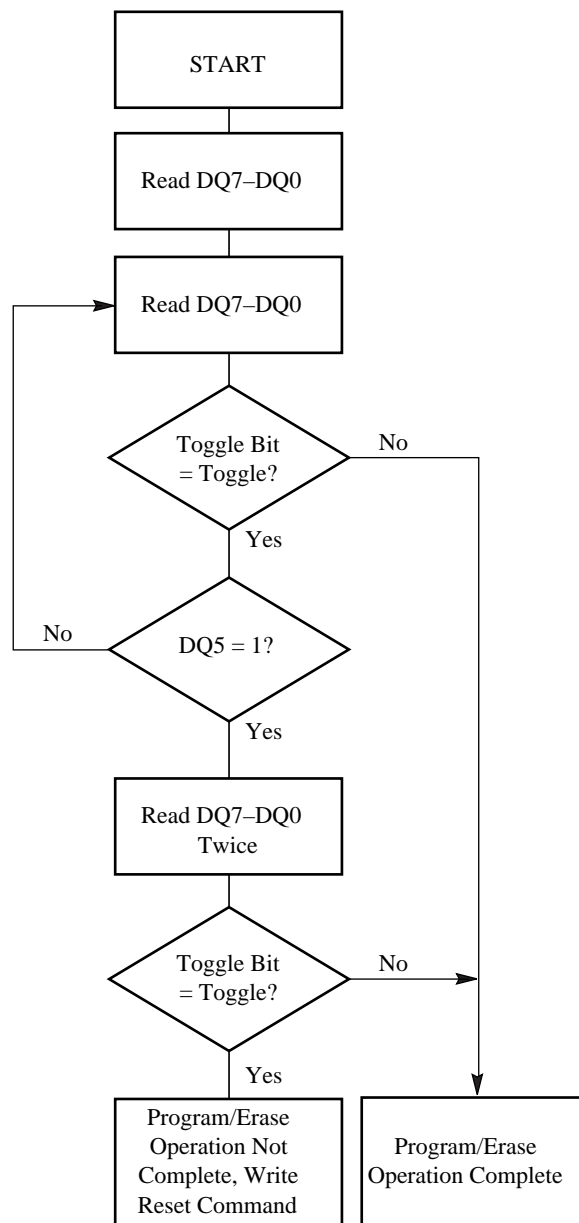 START
Read DQ7–DQ0
Read DQ7–DQ0
Toggle Bit
= Toggle?
No
Yes
No
DQ5 = 1?
Yes
Read DQ7–DQ0
Twice
Toggle Bit
= Toggle?
No
Yes
Program/Erase
Operation Not
Complete, Write
Reset Command
Program/Erase
Operation Complete